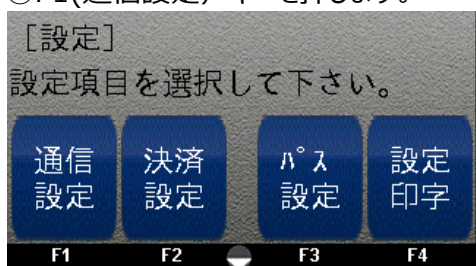 ①F1(通信設定)キーを押します。
[設定]
設定項目を選択して下さい。
通信 決済 ﾊﾟｽ 設定
設定 設定 設定 印字
F1 F2 F3 F4